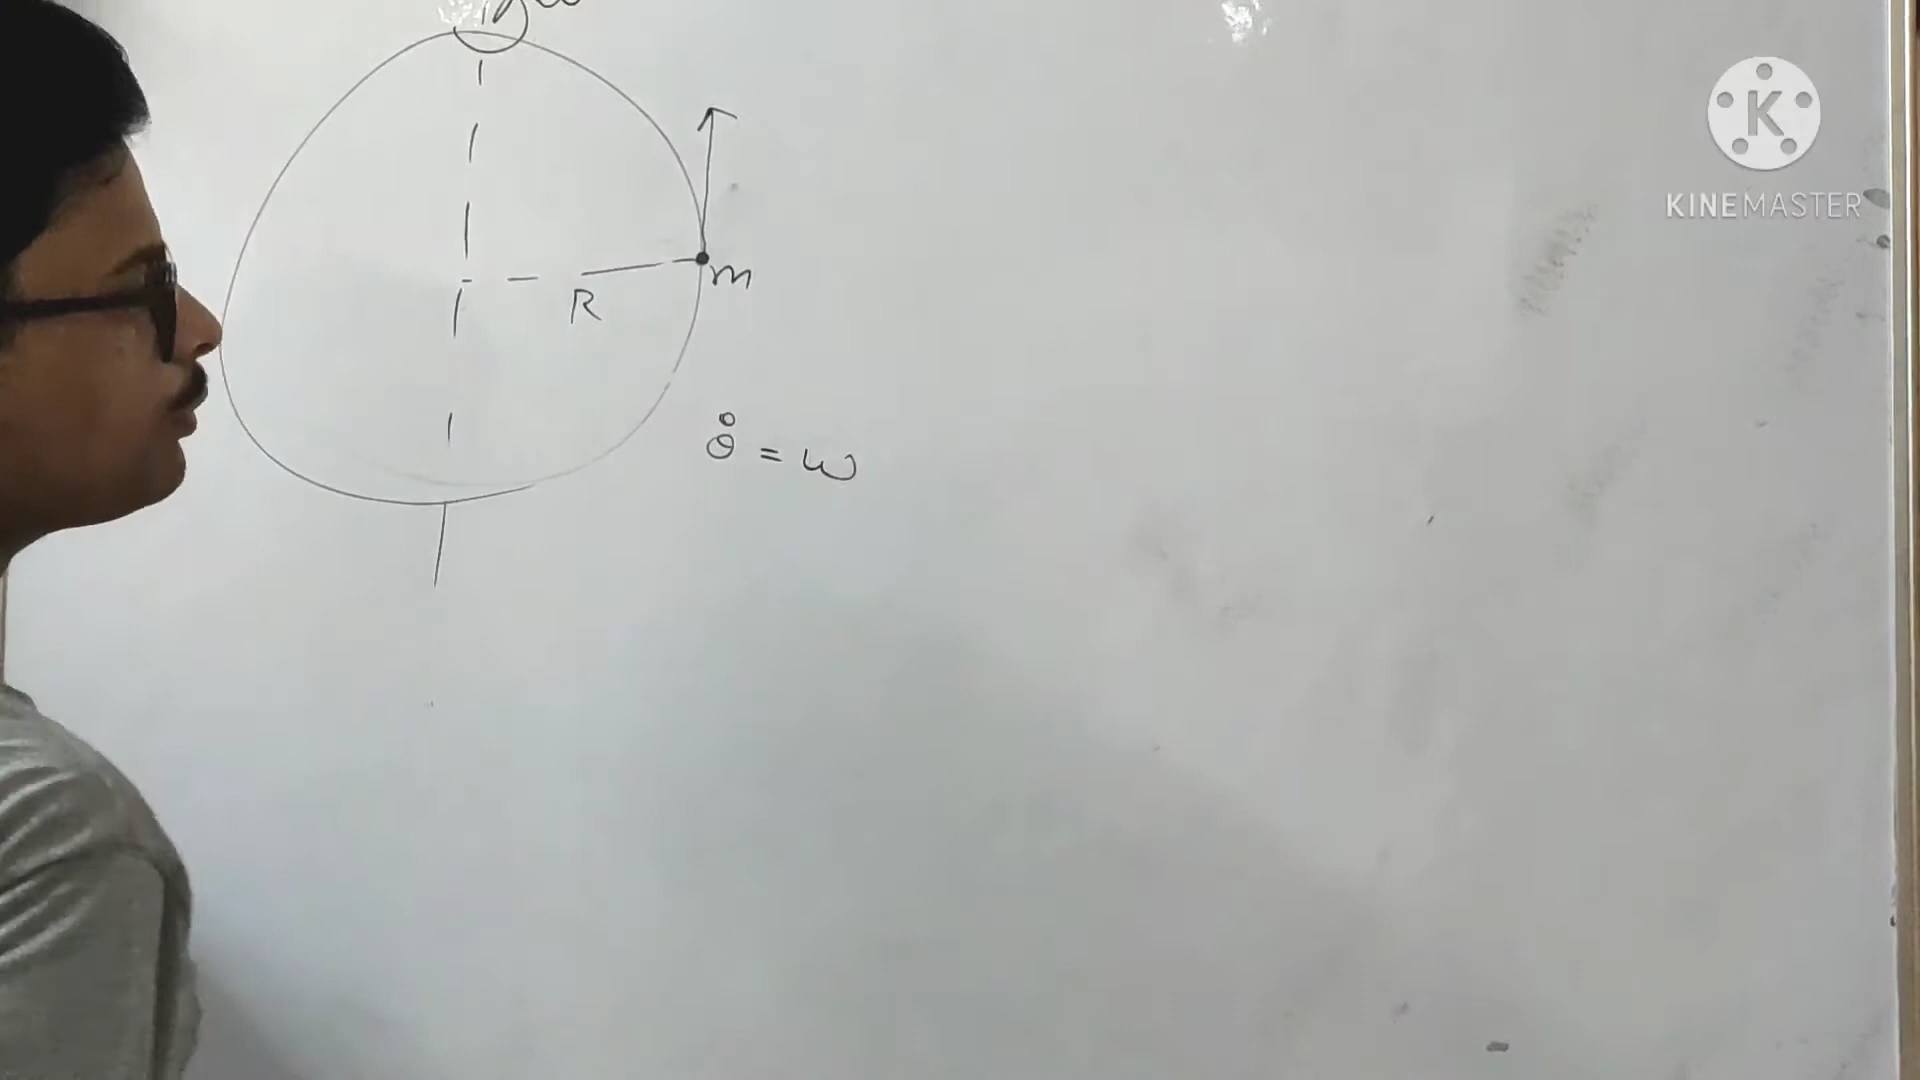 R
m
θ̇ = ω
K
KINEMASTER